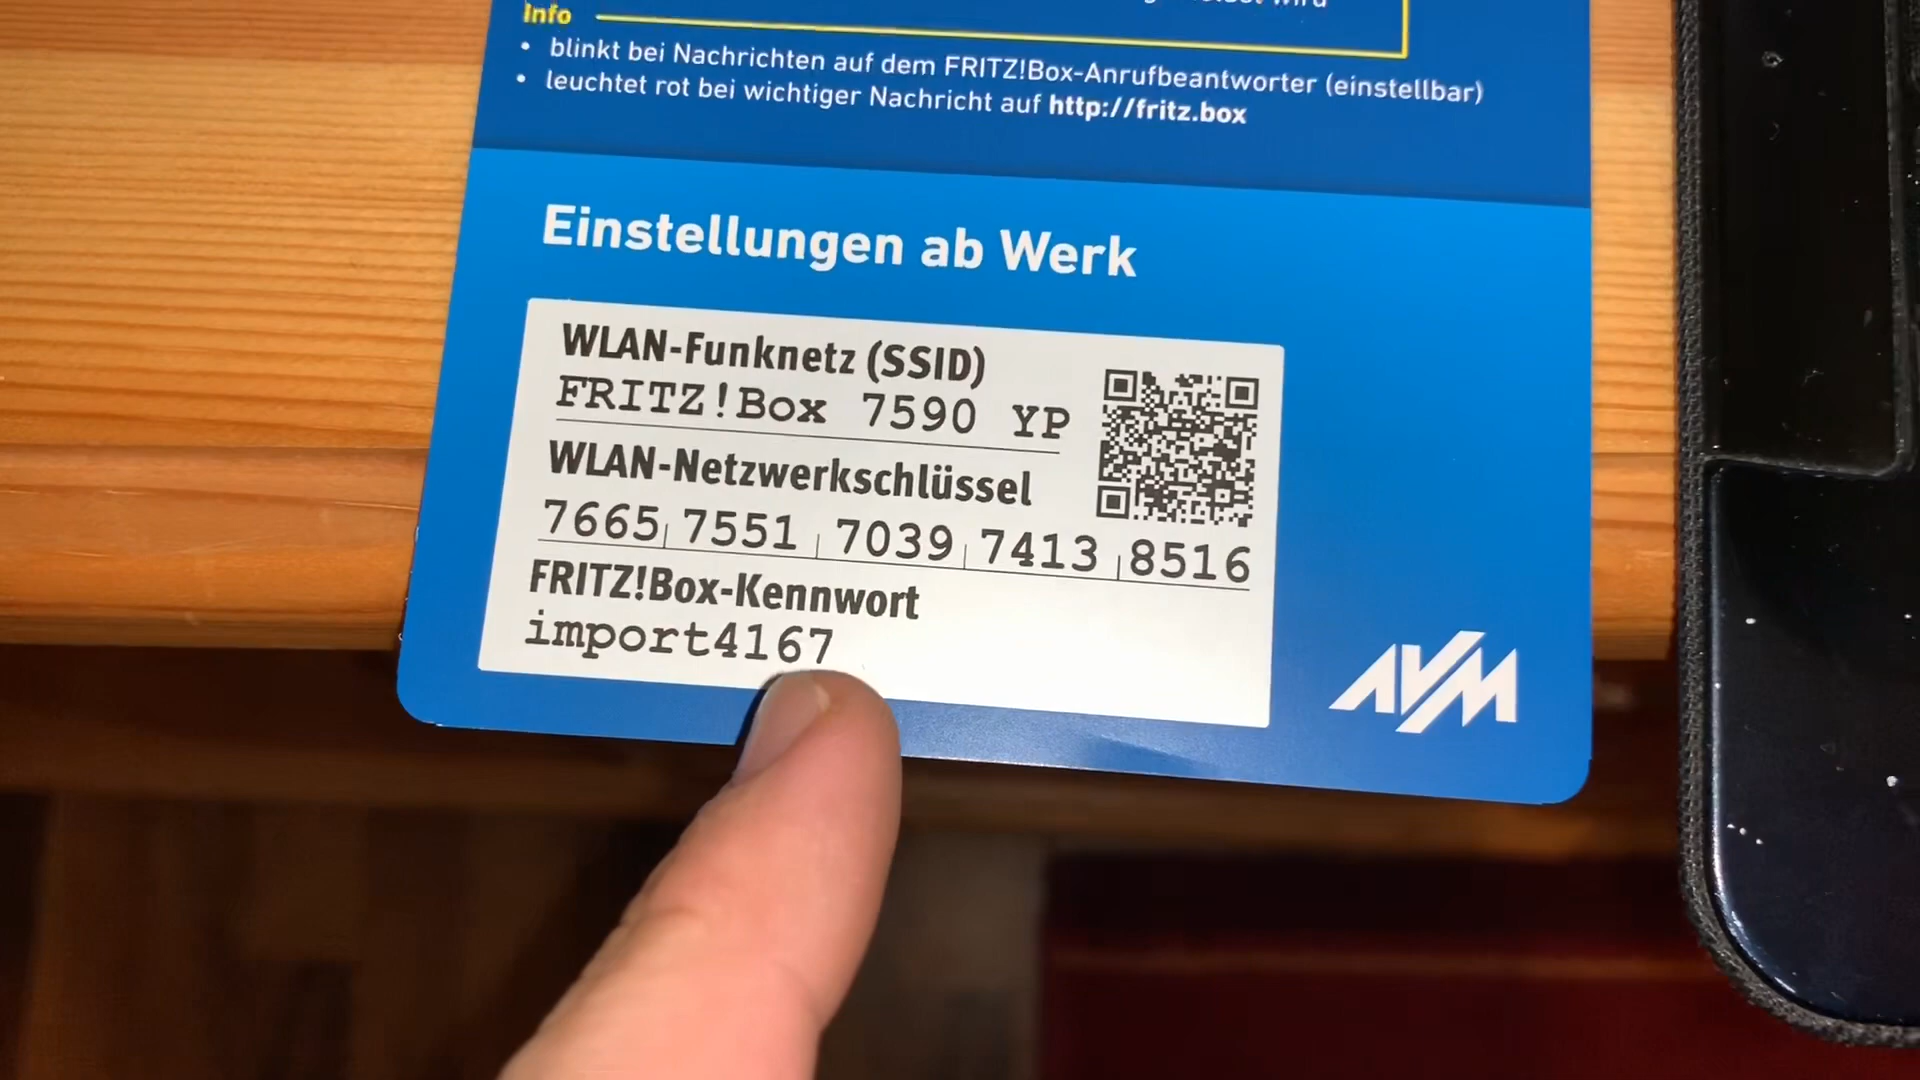 wird
Info
• blinkt bei Nachrichten auf dem FRITZ!Box-Anrufbeantworter (einstellbar)
• leuchtet rot bei wichtiger Nachricht auf http://fritz.box
Einstellungen ab Werk
WLAN-Funknetz (SSID)
FRITZ!Box 7590 YP
WLAN-Netzwerkschlüssel
7665 7551 7039 7413 8516
FRITZ!Box-Kennwort
import4167
AVM